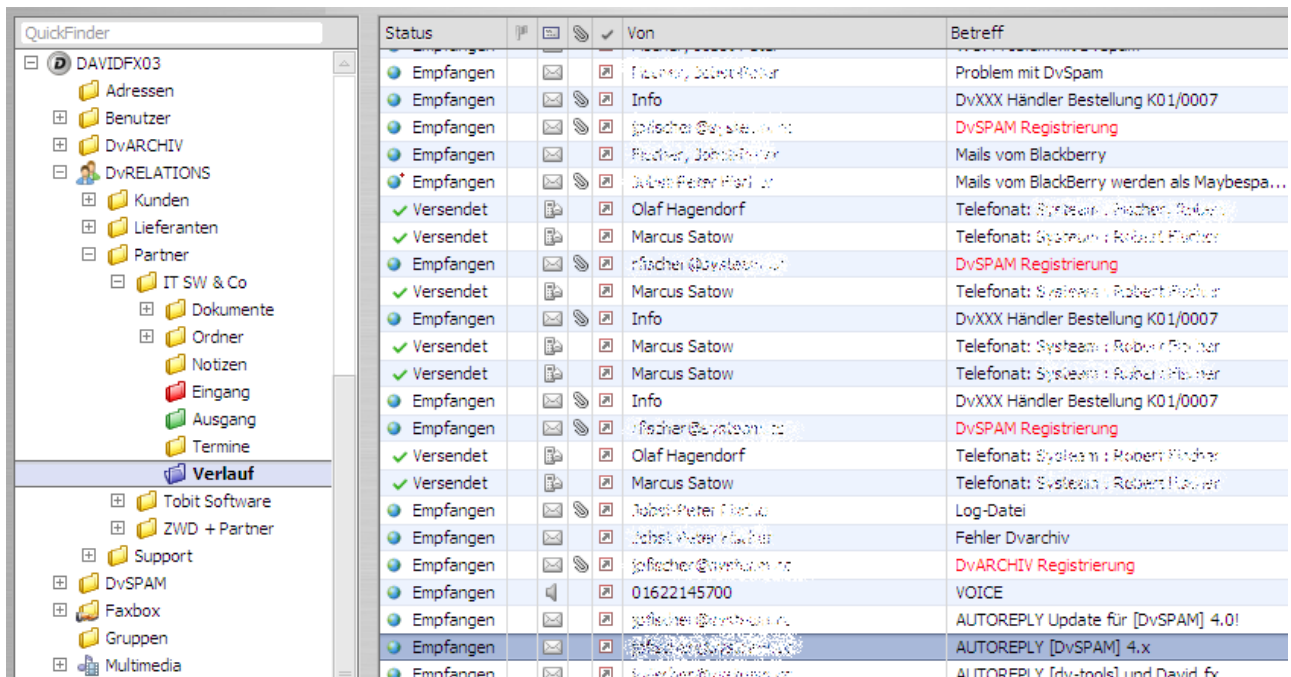 QuickFinder
DAVIDFX03
Adressen
Benutzer
DvARCHIV
DvRELATIONS
Kunden
Lieferanten
Partner
IT SW & Co
Dokumente
Ordner
Notizen
Eingang
Ausgang
Termine
Verlauf
Tobit Software
ZWD + Partner
Support
DvSPAM
Faxbox
Gruppen
Multimedia
Status Von Betreff
Empfangen Problem mit DvSpam
Empfangen Info DvXXX Händler Bestellung K01/0007
Empfangen DvSPAM Registrierung
Empfangen Mails vom Blackberry
Empfangen Mails vom BlackBerry werden als Maybespa...
Versendet Olaf Hagendorf Telefonat:
Versendet Marcus Satow Telefonat:
Empfangen DvSPAM Registrierung
Versendet Marcus Satow Telefonat:
Empfangen Info DvXXX Händler Bestellung K01/0007
Versendet Marcus Satow Telefonat:
Versendet Marcus Satow Telefonat:
Empfangen Info DvXXX Händler Bestellung K01/0007
Empfangen DvSPAM Registrierung
Versendet Olaf Hagendorf Telefonat:
Versendet Marcus Satow Telefonat:
Empfangen Log-Datei
Empfangen Fehler Dvarchiv
Empfangen DvARCHIV Registrierung
Empfangen 01622145700 VOICE
Empfangen AUTOREPLY Update für [DvSPAM] 4.0!
Empfangen AUTOREPLY [DvSPAM] 4.x
Empfangen AUTOREPLY [dv-tools] und David.fx